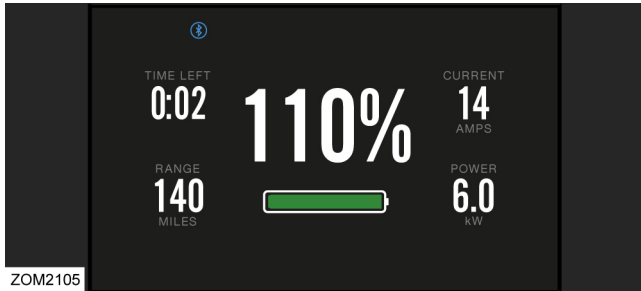 TIME LEFT
0:02
110%
CURRENT
14
AMPS
RANGE
140
MILES
POWER
6.0
kW
ZOM2105